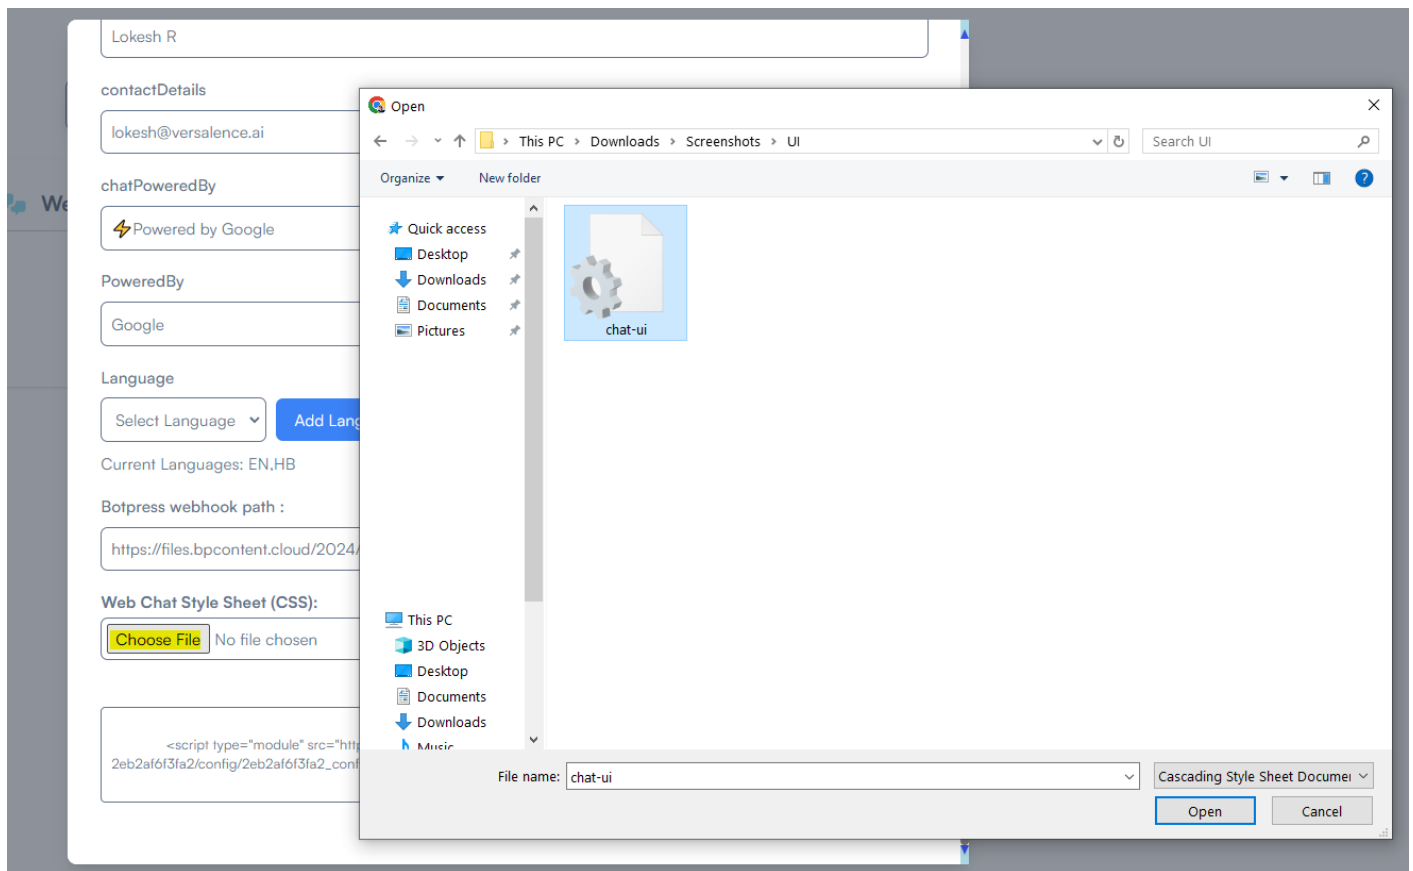 Lokesh R
contactDetails
lokesh@versalence.ai
chatPoweredBy
⚡Powered by Google
PoweredBy
Google
Language
Select Language
Add Lang
Current Languages: EN,HB
Botpress webhook path :
https://files.bpcontent.cloud/2024/
Web Chat Style Sheet (CSS):
Choose File No file chosen
<script type="module" src="http
2eb2af6f3fa2/config/2eb2af6f3fa2_conf
We
Open
This PC > Downloads > Screenshots > UI
Search UI
Organize
New folder
Quick access
Desktop
Downloads
Documents
Pictures
This PC
3D Objects
Desktop
Documents
Downloads
Music
chat-ui
File name: chat-ui
Cascading Style Sheet Documer
Open
Cancel